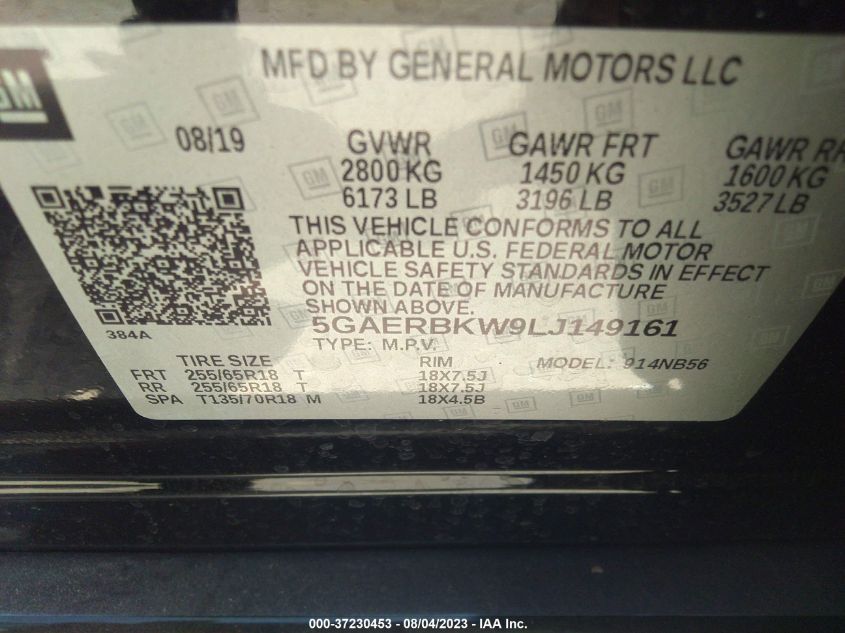 MFD BY GENERAL MOTORS LLC
GM
08/19 GVWR GAWR FRT GAWR RR
2800 KG 1450 KG 1600 KG
6173 LB 3196 LB 3527 LB
THIS VEHICLE CONFORMS TO ALL
APPLICABLE U.S. FEDERAL MOTOR
VEHICLE SAFETY STANDARDS IN EFFECT
ON THE DATE OF MANUFACTURE
SHOWN ABOVE.
384A 5GAERBKW9LJ149161
TYPE: M.P.V. MODEL: 914NB56
TIRE SIZE RIM
FRT 255/65R18 T 18X7.5J
RR 255/65R18 T 18X7.5J
SPA T135/70R18 M 18X4.5B
000-37230453 - 08/04/2023 - IAA Inc.